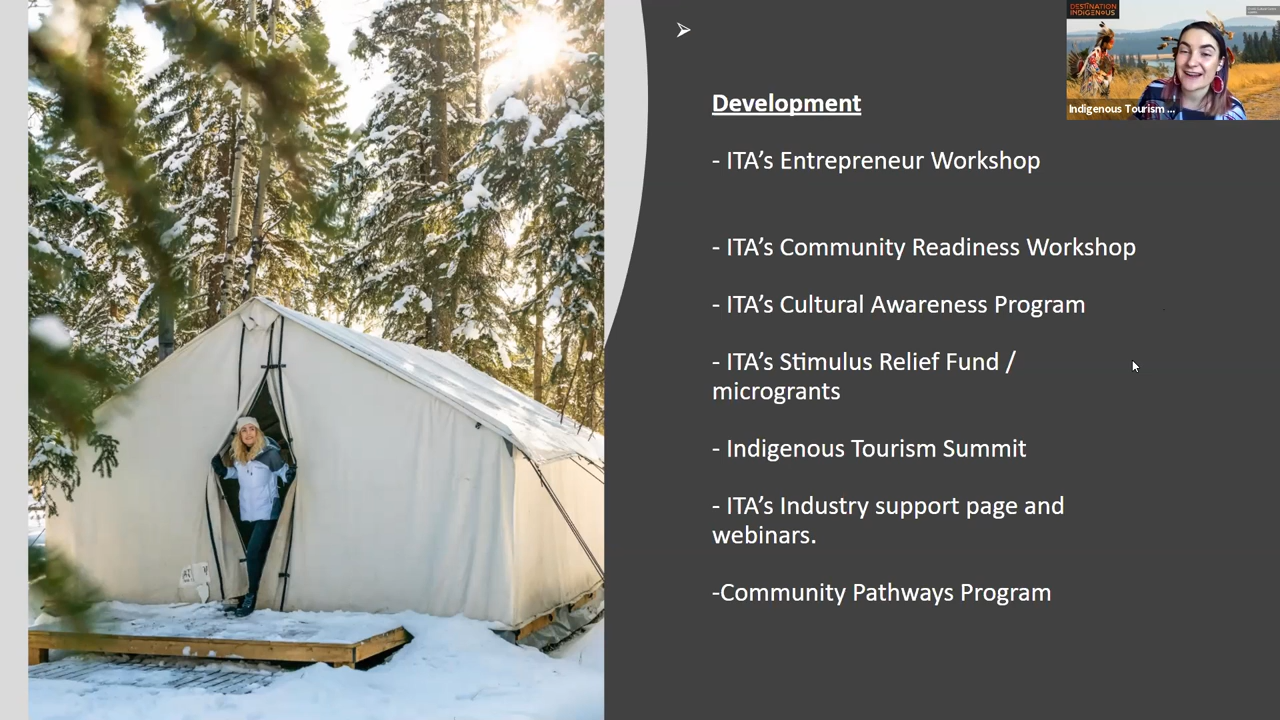 DESTINATION
INDIGENOUS
Indigenous Tourism ...
Development
- ITA’s Entrepreneur Workshop
- ITA’s Community Readiness Workshop
- ITA’s Cultural Awareness Program
- ITA’s Stimulus Relief Fund /
microgrants
- Indigenous Tourism Summit
- ITA’s Industry support page and
webinars.
-Community Pathways Program